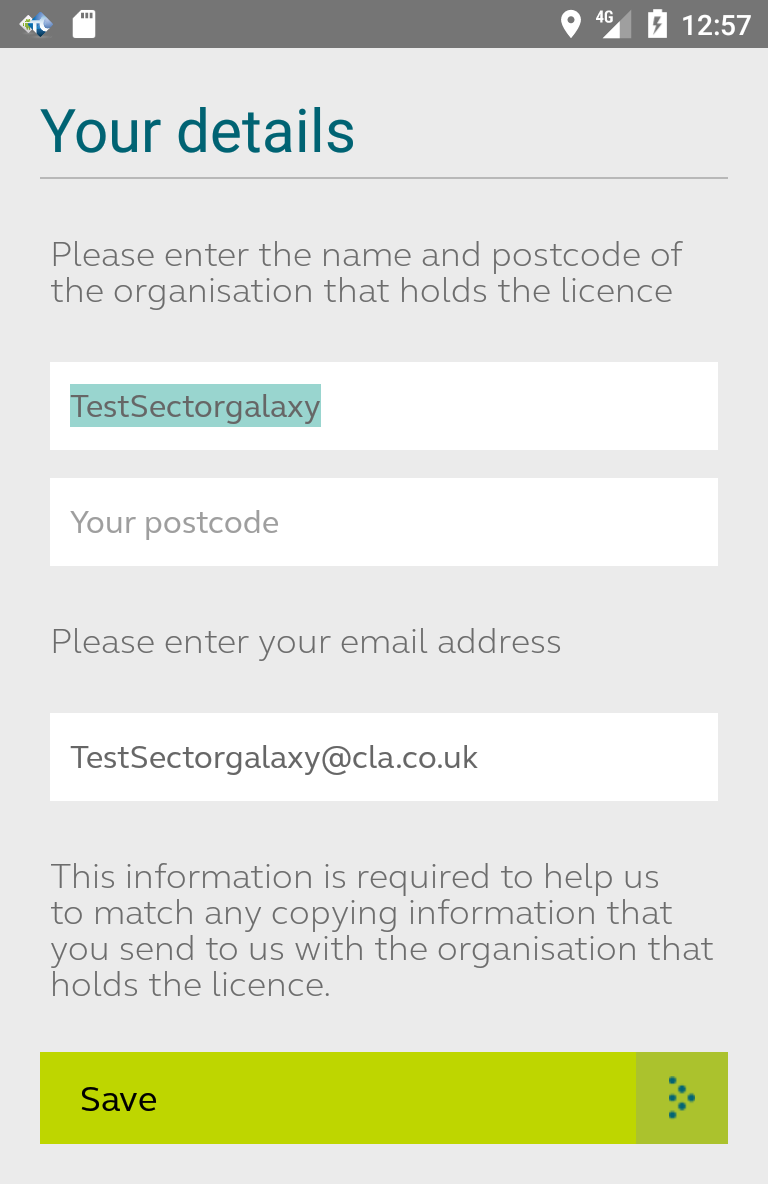 4G 12:57
Your details
Please enter the name and postcode of
the organisation that holds the licence
TestSectorgalaxy
Your postcode
Please enter your email address
TestSectorgalaxy@cla.co.uk
This information is required to help us
to match any copying information that
you send to us with the organisation that
holds the licence.
Save